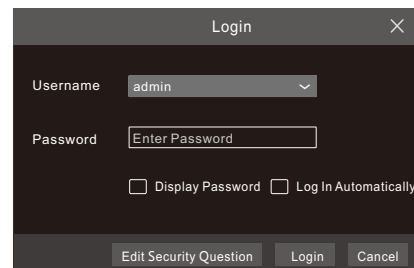 Login
Username admin
Password Enter Password
Display Password Log In Automatically
Edit Security Question Login Cancel